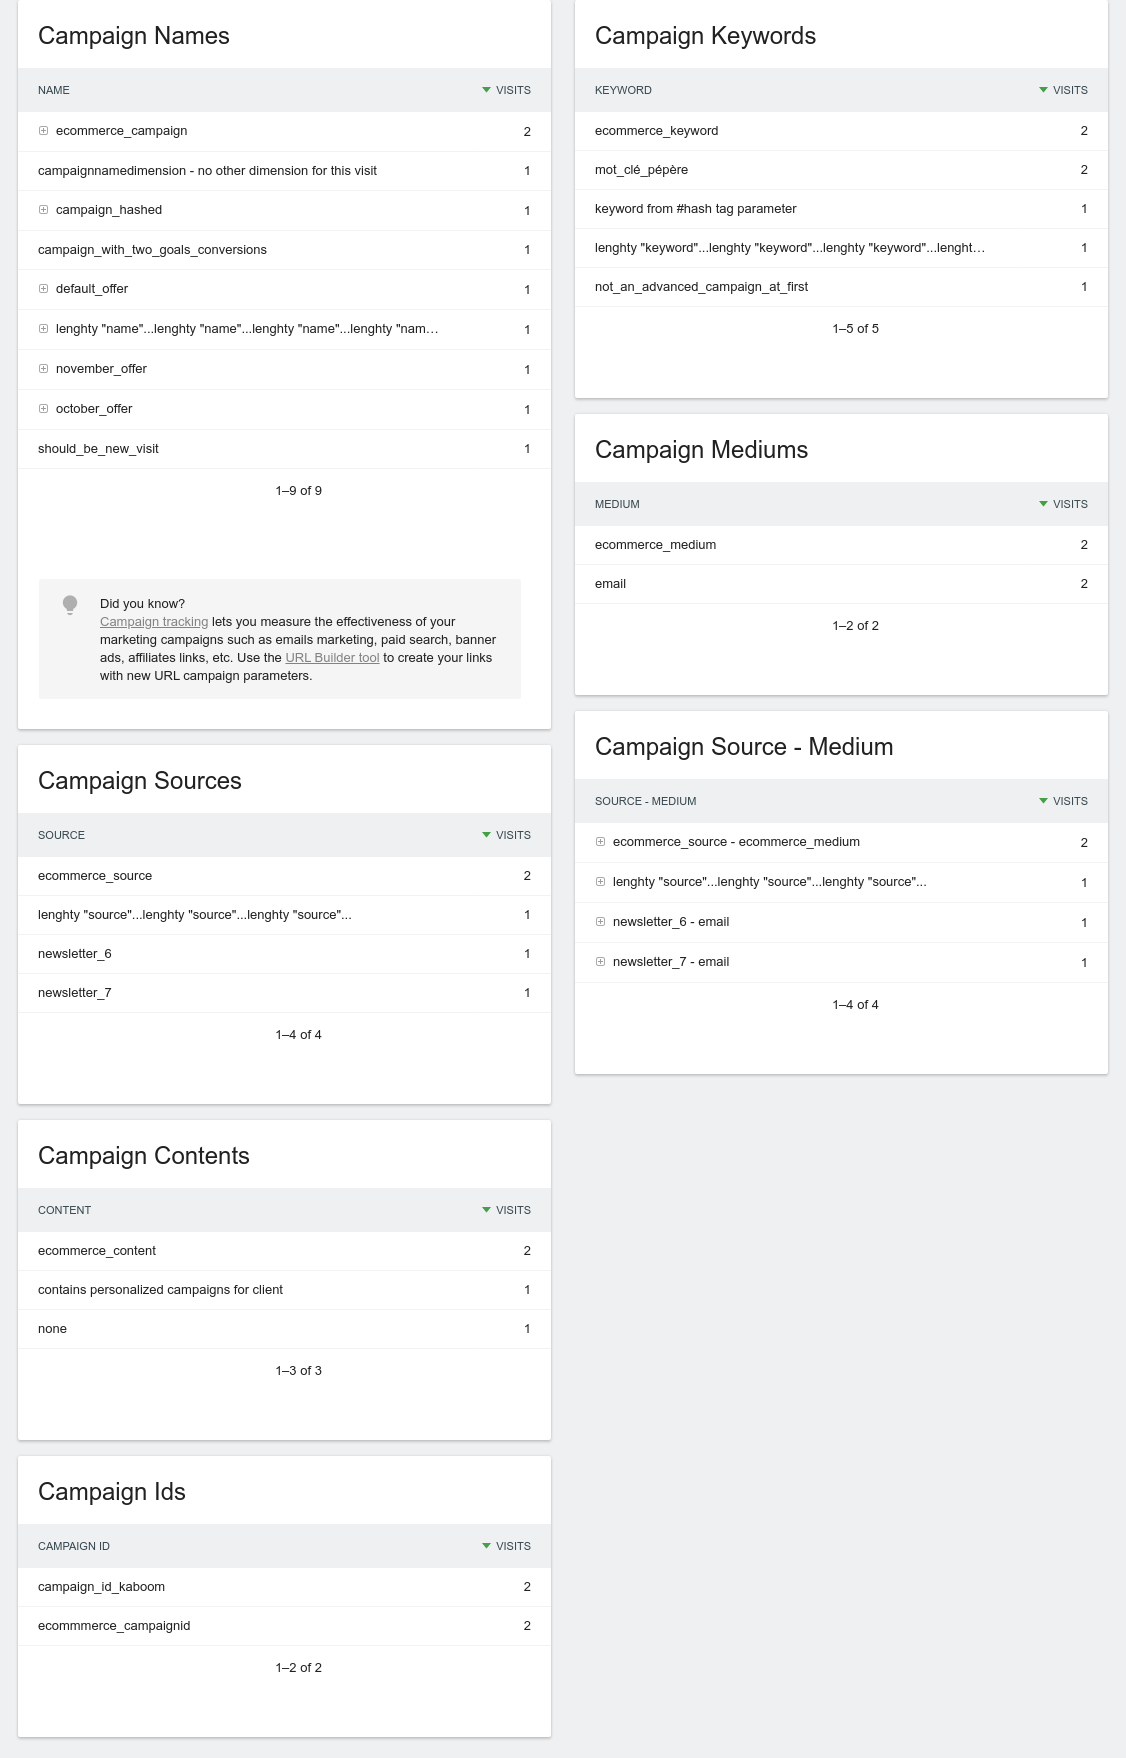 Campaign Names
NAME VISITS
ecommerce_campaign 2
campaignnamedimension - no other dimension for this visit 1
campaign_hashed 1
campaign_with_two_goals_conversions 1
default_offer 1
lenghty "name"...lenghty "name"...lenghty "name"...lenghty "nam... 1
november_offer 1
october_offer 1
should_be_new_visit 1
1–9 of 9
Did you know?
Campaign tracking lets you measure the effectiveness of your
marketing campaigns such as emails marketing, paid search, banner
ads, affiliates links, etc. Use the URL Builder tool to create your links
with new URL campaign parameters.
Campaign Sources
SOURCE VISITS
ecommerce_source 2
lenghty "source"...lenghty "source"...lenghty "source"... 1
newsletter_6 1
newsletter_7 1
1–4 of 4
Campaign Contents
CONTENT VISITS
ecommerce_content 2
contains personalized campaigns for client 1
none 1
1–3 of 3
Campaign Ids
CAMPAIGN ID VISITS
campaign_id_kaboom 2
ecommmerce_campaignid 2
1–2 of 2
Campaign Keywords
KEYWORD VISITS
ecommerce_keyword 2
mot_clé_pépère 2
keyword from #hash tag parameter 1
lenghty "keyword"...lenghty "keyword"...lenghty "keyword"...lenght... 1
not_an_advanced_campaign_at_first 1
1–5 of 5
Campaign Mediums
MEDIUM VISITS
ecommerce_medium 2
email 2
1–2 of 2
Campaign Source - Medium
SOURCE - MEDIUM VISITS
ecommerce_source - ecommerce_medium 2
lenghty "source"...lenghty "source"...lenghty "source"... 1
newsletter_6 - email 1
newsletter_7 - email 1
1–4 of 4